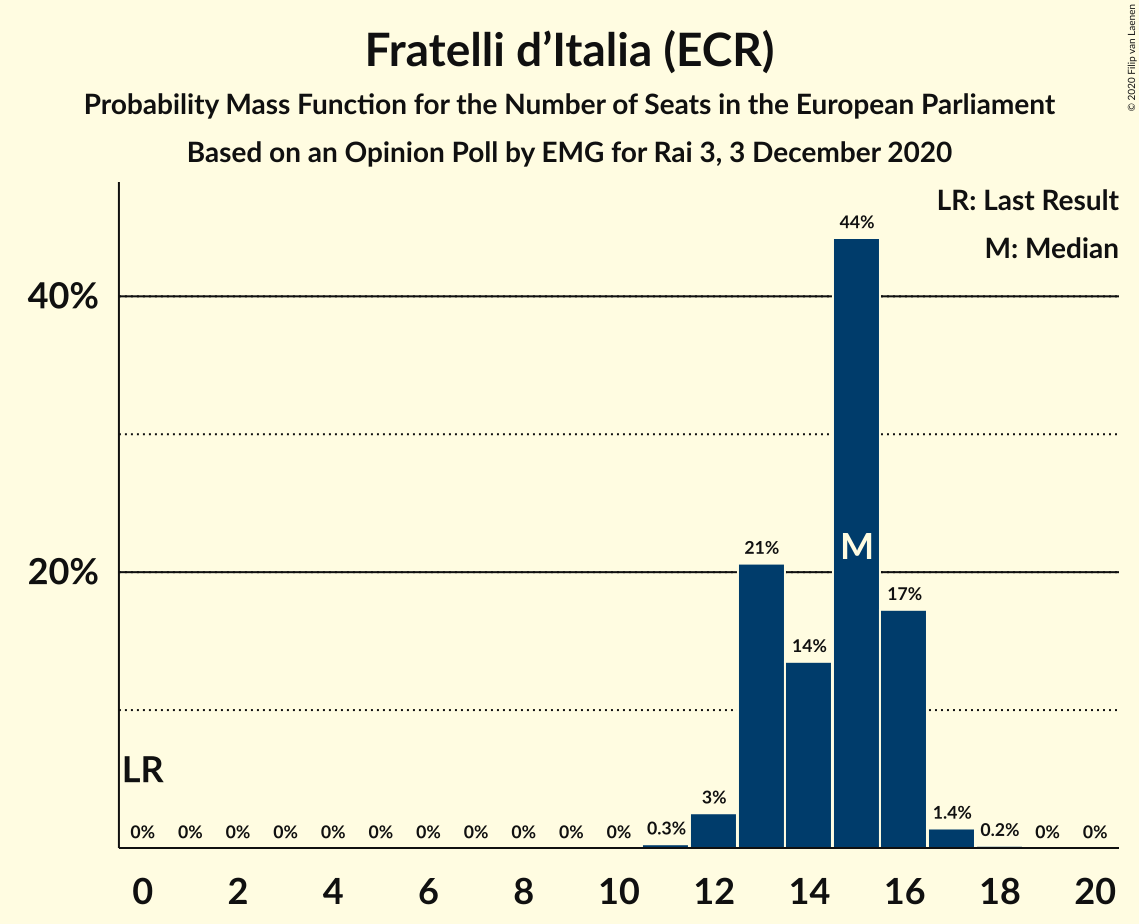 Fratelli d’Italia (ECR)
Probability Mass Function for the Number of Seats in the European Parliament
Based on an Opinion Poll by EMG for Rai 3, 3 December 2020
© 2020 Filip van Laenen
LR: Last Result
M: Median
40%
20%
44%
M
21%
17%
14%
LR
3%
1.4%
0% 0% 0% 0% 0% 0% 0% 0% 0% 0% 0% 0.3% 0.2% 0% 0%
0 2 4 6 8 10 12 14 16 18 20